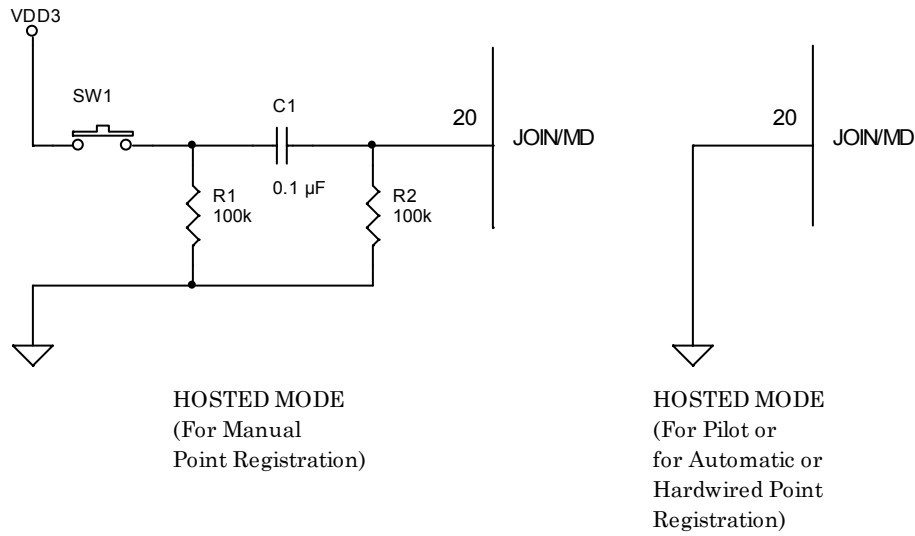 VDD3
SW1
C1
0.1 µF
R1
100k
R2
100k
20
JOIN/MD
20
JOIN/MD
HOSTED MODE
(For Manual
Point Registration)
HOSTED MODE
(For Pilot or
for Automatic or
Hardwired Point
Registration)